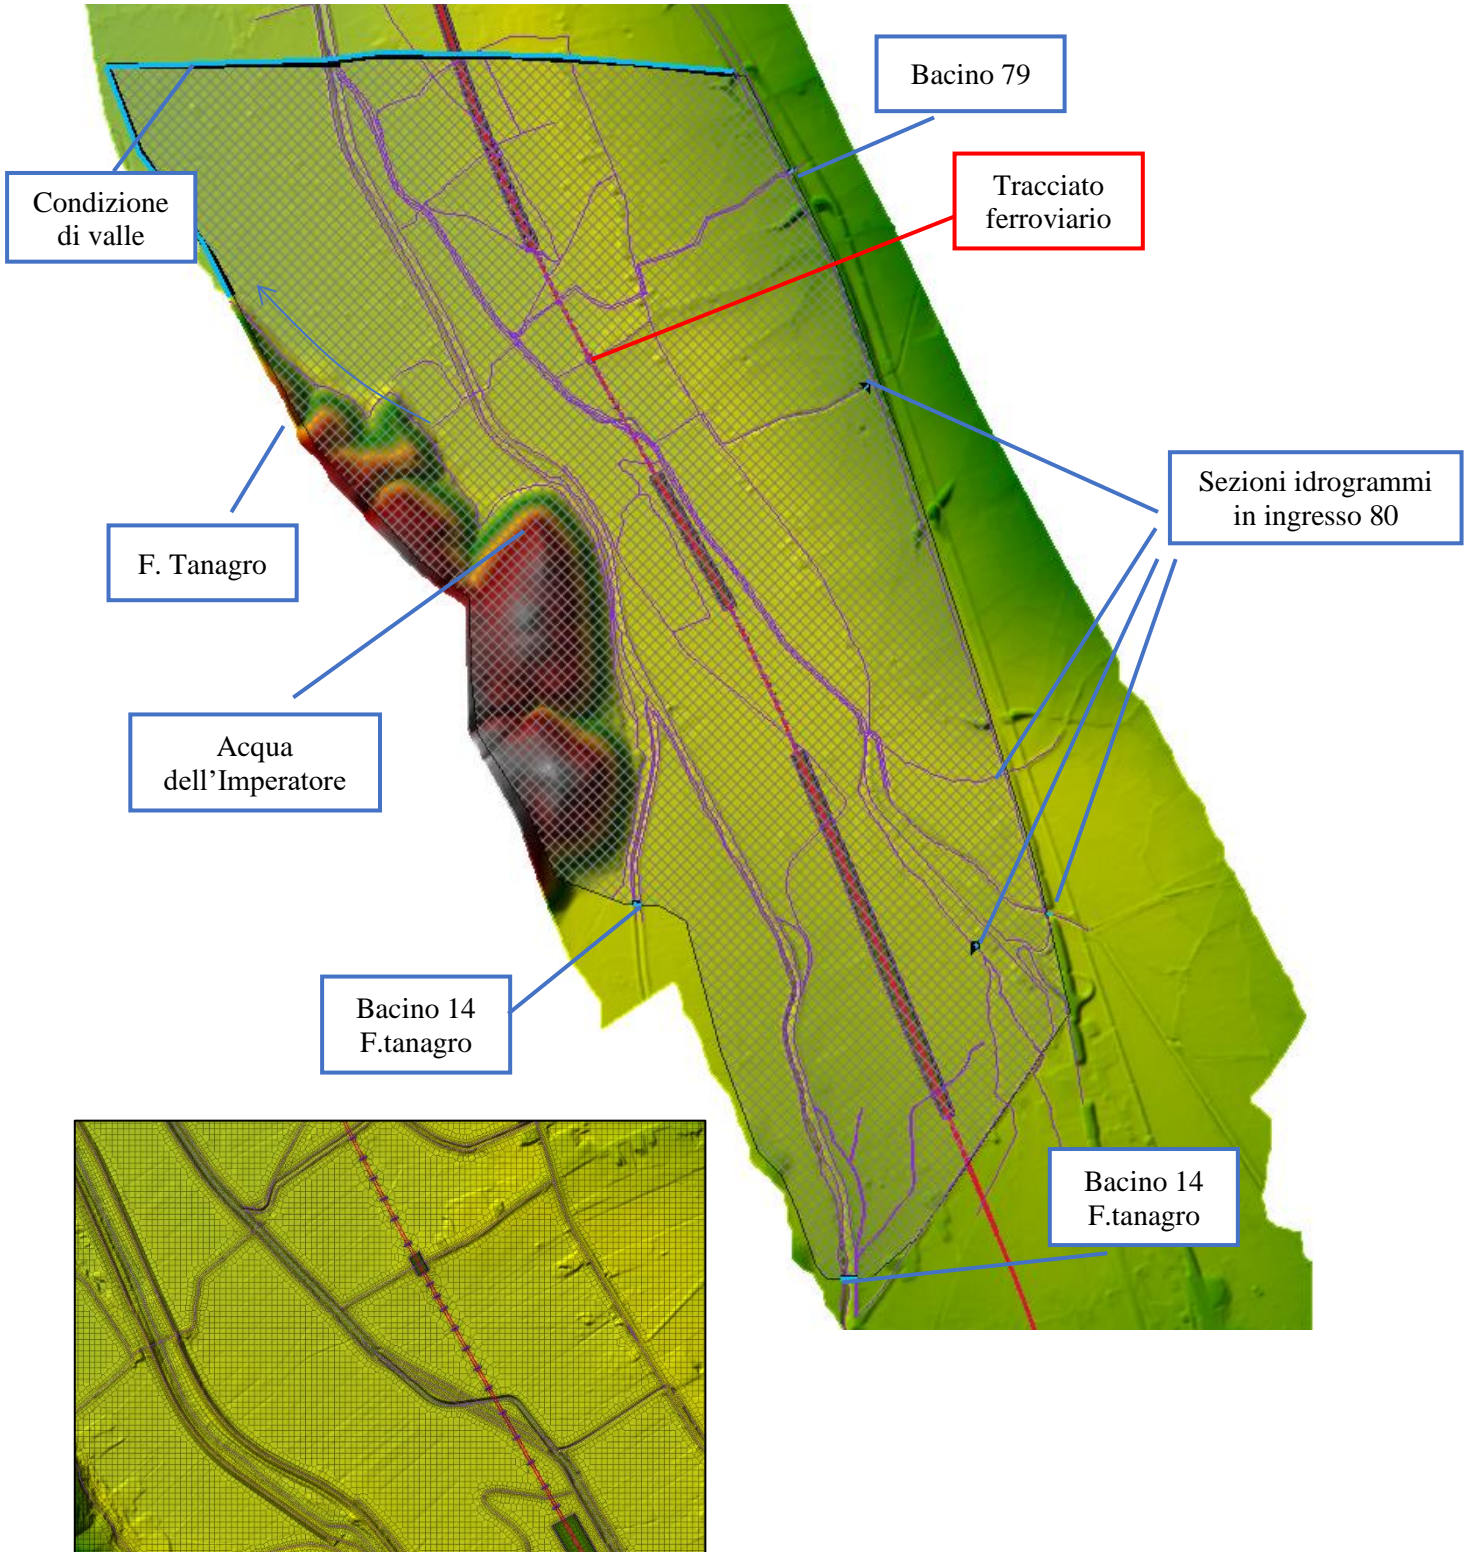 Bacino 79
Tracciato
ferroviario
Condizione
di valle
Sezioni idrogrammi
in ingresso 80
F. Tanagro
Acqua
dell’Imperatore
Bacino 14
F.tanagro
Bacino 14
F.tanagro